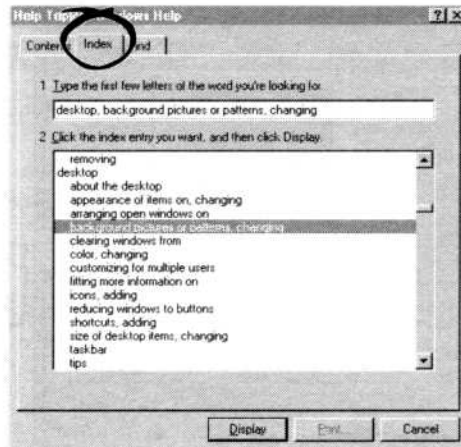 Help Topics: Windows Help
Contents Index Find
1 Type the first few letters of the word you're looking for.
desktop, background pictures or patterns, changing
2 Click the index entry you want, and then click Display.
removing
desktop
about the desktop
appearance of items on, changing
arranging open windows on
background pictures or patterns, changing
clearing windows from
color, changing
customizing for multiple users
fitting more information on
icons, adding
reducing windows to buttons
shortcuts, adding
size of desktop items, changing
taskbar
tips
Display Print... Cancel